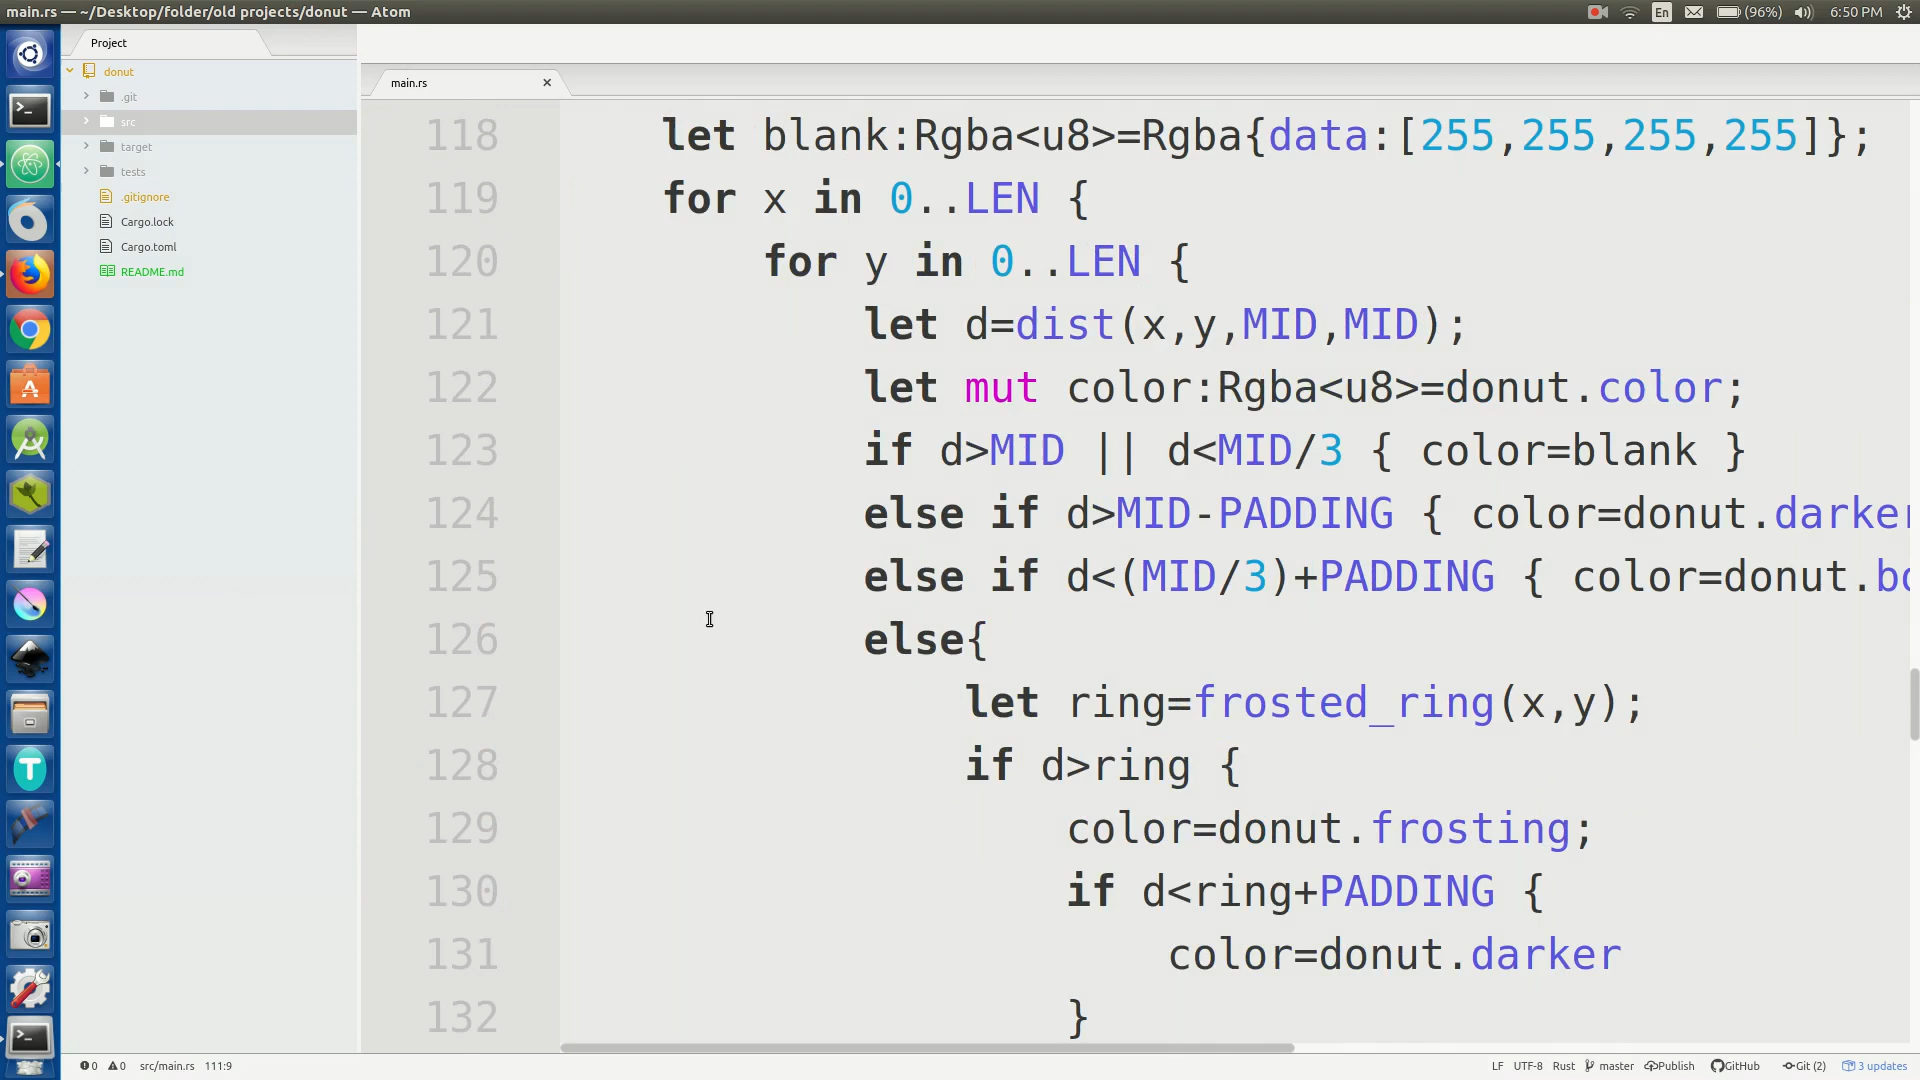 main.rs — ~/Desktop/folder/old projects/donut — Atom
En
(96%)
6:50 PM
Project
donut
.git
src
target
tests
.gitignore
Cargo.lock
Cargo.toml
README.md
main.rs
118 let blank:Rgba<u8>=Rgba{data:[255,255,255,255]};
119 for x in 0..LEN {
120 for y in 0..LEN {
121 let d=dist(x,y,MID,MID);
122 let mut color:Rgba<u8>=donut.color;
123 if d>MID || d<MID/3 { color=blank }
124 else if d>MID-PADDING { color=donut.darker
125 else if d<(MID/3)+PADDING { color=donut.bo
126 else{
127 let ring=frosted_ring(x,y);
128 if d>ring {
129 color=donut.frosting;
130 if d<ring+PADDING {
131 color=donut.darker
132 }
0 0 src/main.rs 111:9
LF UTF-8 Rust master Publish GitHub Git (2) 3 updates